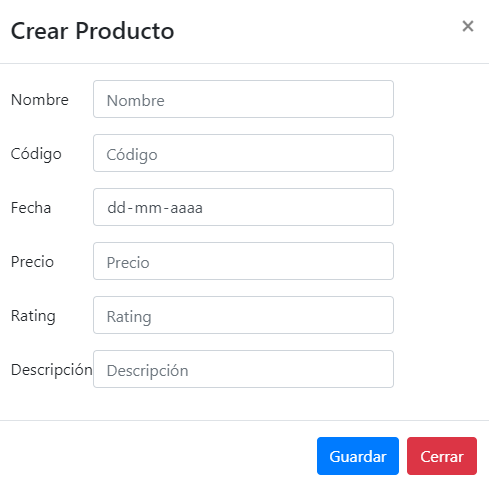 Crear Producto ×
Nombre Nombre
Código Código
Fecha dd-mm-aaaa
Precio Precio
Rating Rating
Descripción Descripción
Guardar Cerrar